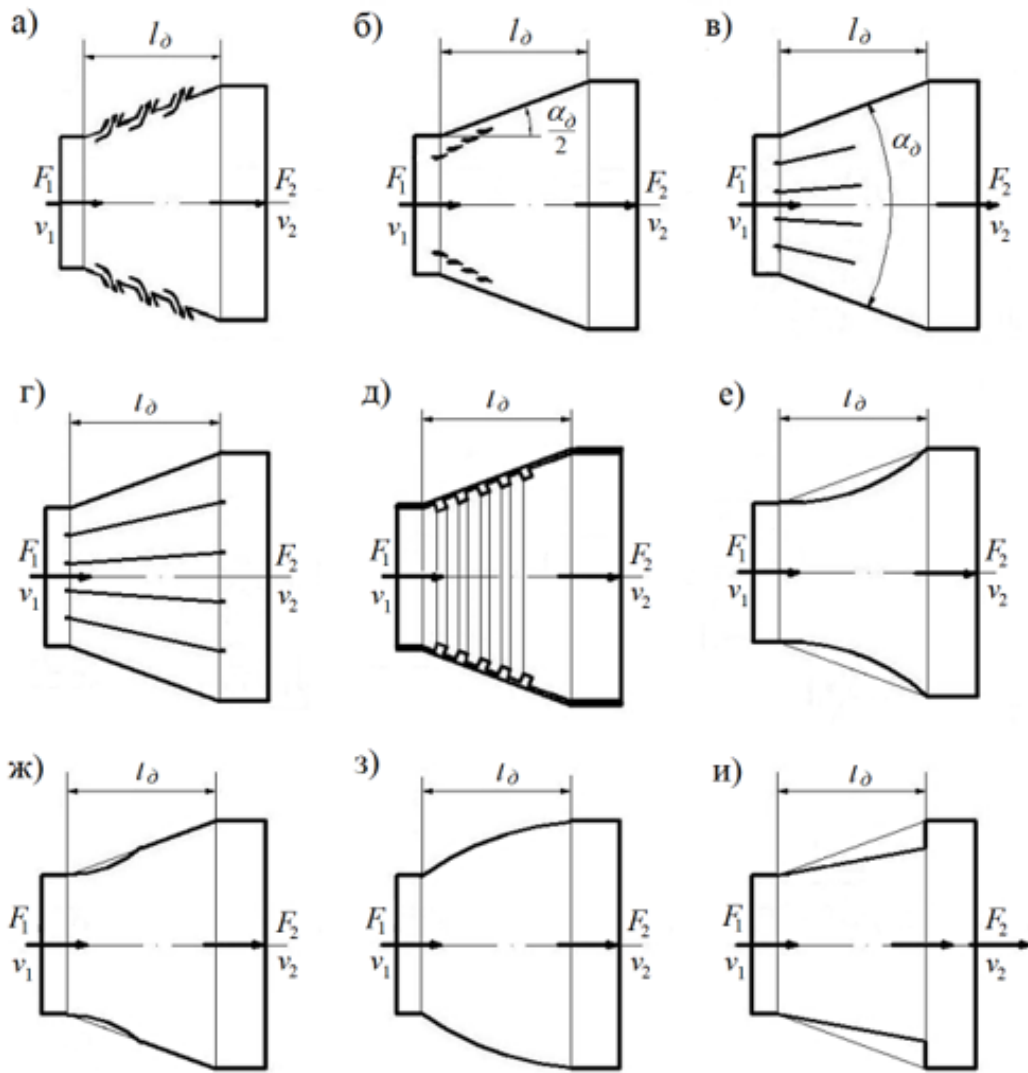 а) l∂ б) l∂ в) l∂
α∂/2 α∂
F₁ F₂ F₁ F₂ F₁ F₂
v₁ v₂ v₁ v₂ v₁ v₂
г) l∂ д) l∂ е) l∂
F₁ F₂ F₁ F₂ F₁ F₂
v₁ v₂ v₁ v₂ v₁ v₂
ж) l∂ з) l∂ и) l∂
F₁ F₂ F₁ F₂ F₁ F₂
v₁ v₂ v₁ v₂ v₁ v₂